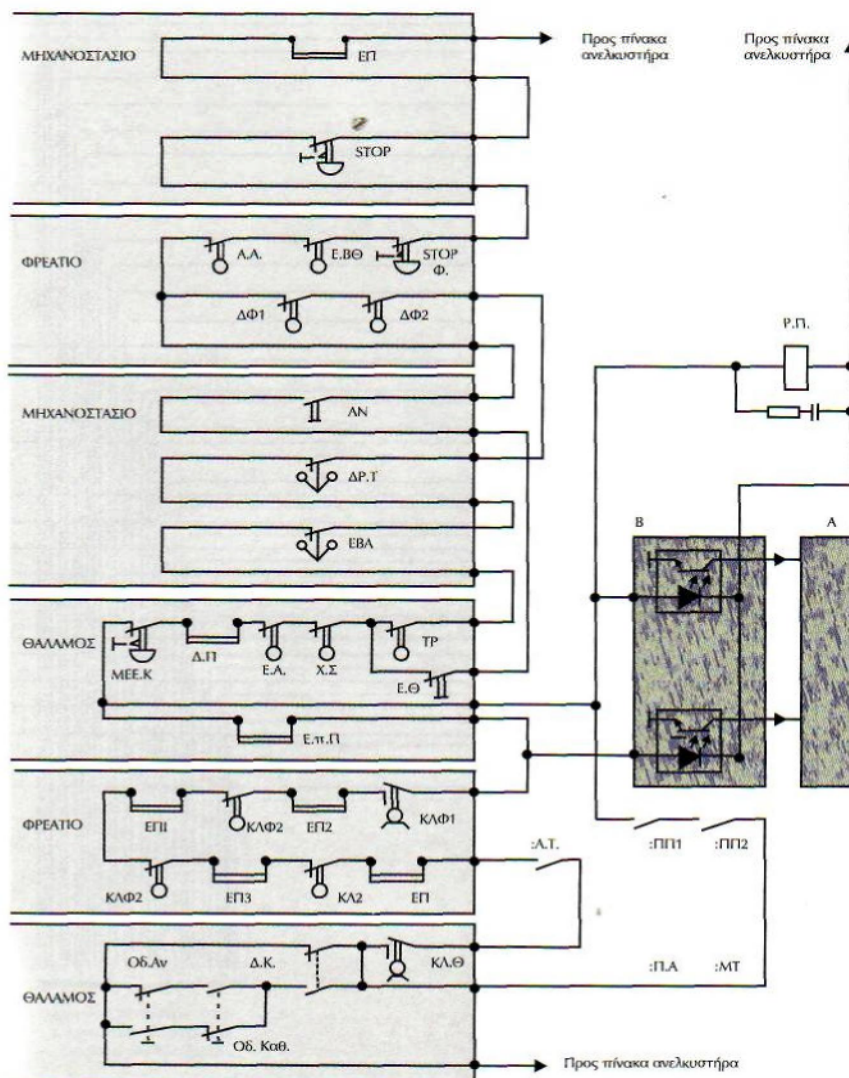 ΜΗΧΑΝΟΣΤΑΣΙΟ
ΕΠ
Προς πίνακα
ανελκυστήρα
Προς πίνακα
ανελκυστήρα
STOP
ΦΡΕΑΤΙΟ
Α.Α.
Ε.ΒΘ
STOP
Φ.
ΔΦ1
ΔΦ2
Ρ.Π.
ΜΗΧΑΝΟΣΤΑΣΙΟ
ΛΝ
ΔΡ.Τ
ΕΒΑ
Β
Α
ΘΑΛΑΜΟΣ
ΜΕΕ.Κ
Δ.Π
Ε.Α.
Χ.Σ
ΤΡ
Ε.Θ
Ε.π.Π
ΦΡΕΑΤΙΟ
ΕΠ1
ΚΛΦ2
ΕΠ2
ΚΛΦ1
:ΠΠ1
:ΠΠ2
:Α.Τ.
ΚΛΦ2
ΕΠ3
ΚΛ2
ΕΠ
Οδ.Αν
Δ.Κ.
ΚΛ.Θ
:Π.Α
:ΜΤ
ΘΑΛΑΜΟΣ
Οδ. Καθ.
Προς πίνακα ανελκυστήρα